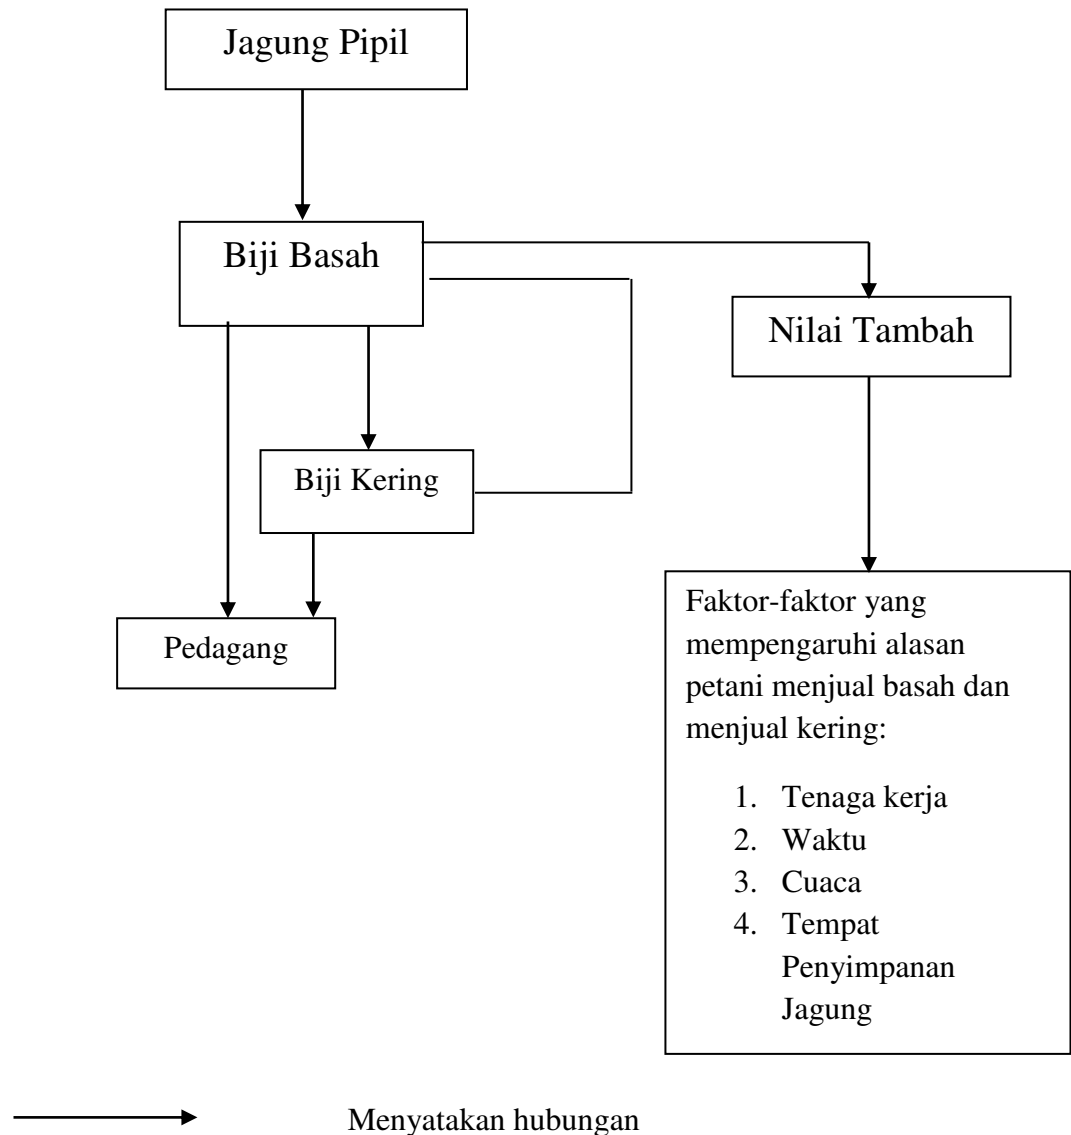 Jagung Pipil
Biji Basah
Nilai Tambah
Biji Kering
Pedagang
Faktor-faktor yang
mempengaruhi alasan
petani menjual basah dan
menjual kering:
1. Tenaga kerja
2. Waktu
3. Cuaca
4. Tempat
Penyimpanan
Jagung
Menyatakan hubungan